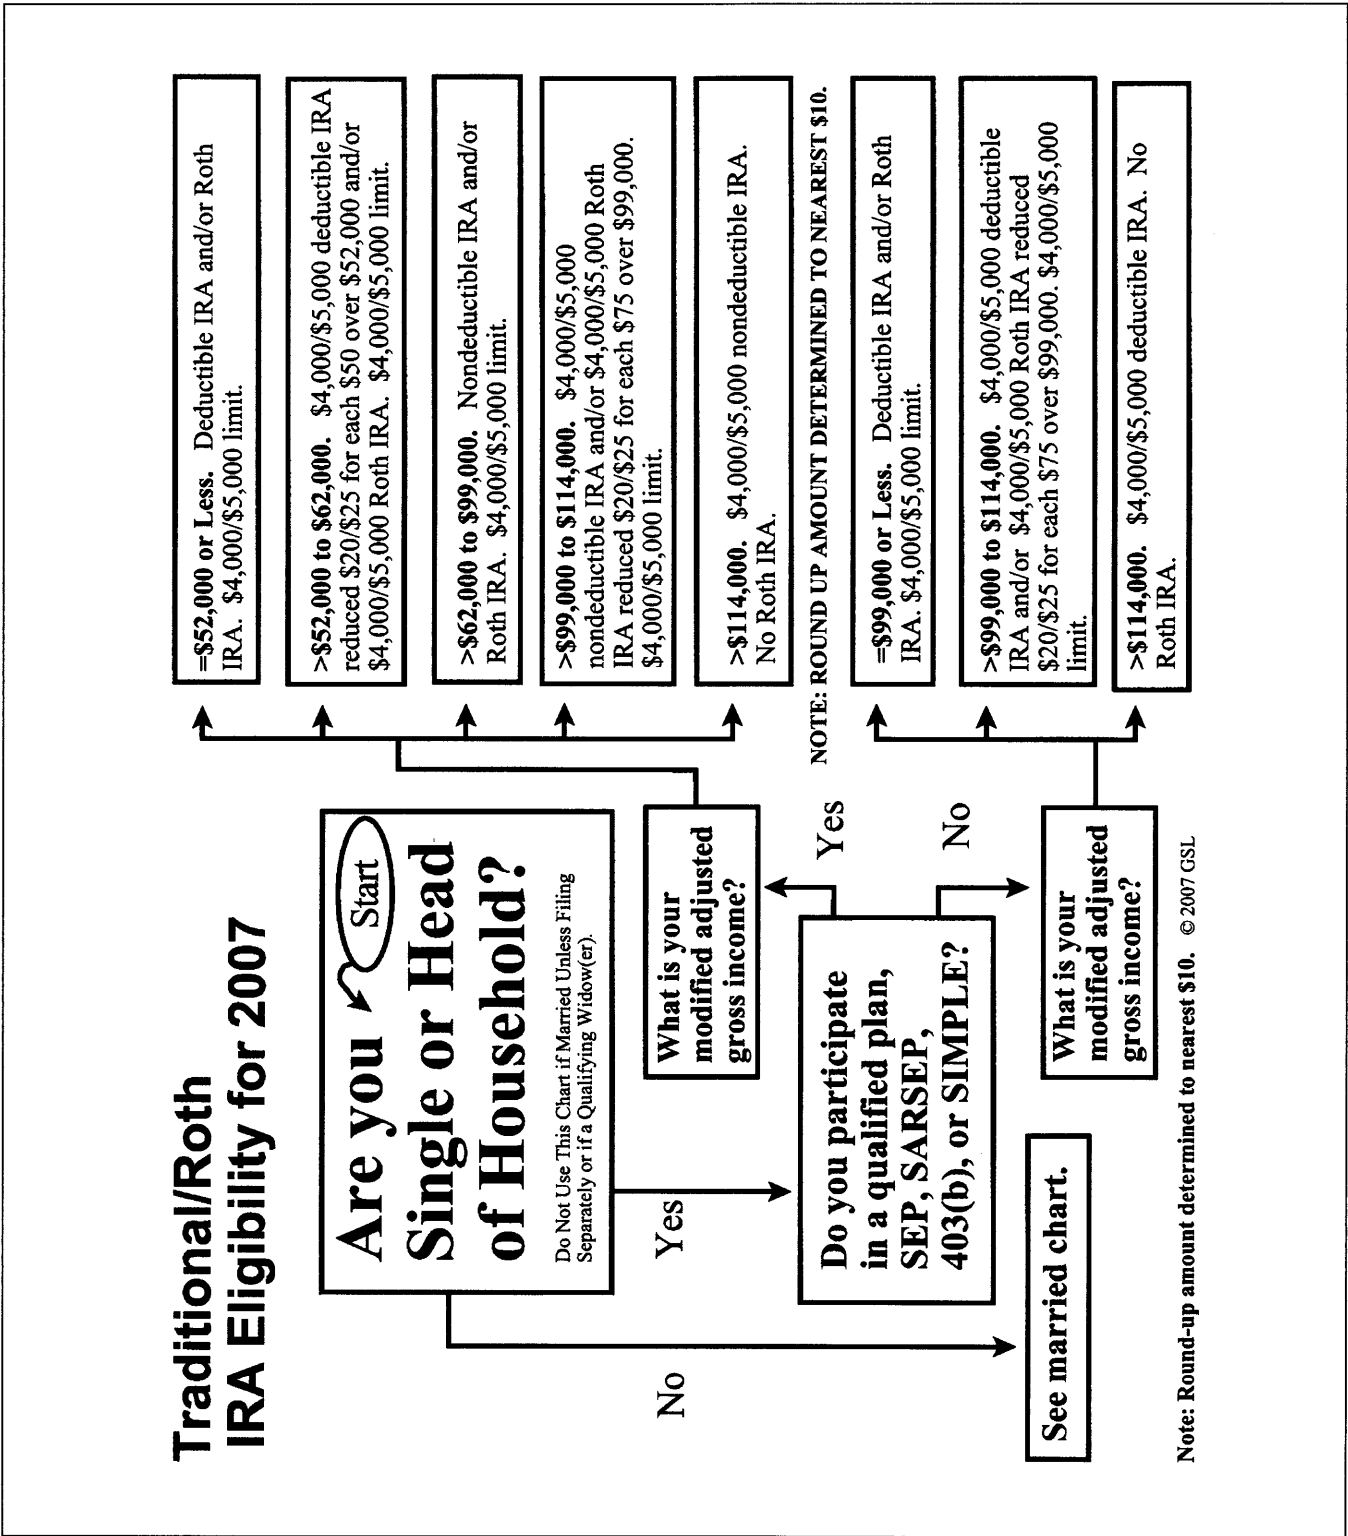 Traditional/Roth
IRA Eligibility for 2007
Start
Are you
Single or Head
of Household?
Do Not Use This Chart if Married Unless Filing
Separately or if a Qualifying Widow(er).
No
Yes
See married chart.
Do you participate
in a qualified plan,
SEP, SARSEP,
403(b), or SIMPLE?
Yes
No
What is your
modified adjusted
gross income?
=$52,000 or Less. Deductible IRA and/or Roth
IRA. $4,000/$5,000 limit.
>$52,000 to $62,000. $4,000/$5,000 deductible IRA
reduced $20/$25 for each $50 over $52,000 and/or
$4,000/$5,000 Roth IRA. $4,000/$5,000 limit.
>$62,000 to $99,000. Nondeductible IRA and/or
Roth IRA. $4,000/$5,000 limit.
>$99,000 to $114,000. $4,000/$5,000
nondeductible IRA and/or $4,000/$5,000 Roth
IRA reduced $20/$25 for each $75 over $99,000.
$4,000/$5,000 limit.
>$114,000. $4,000/$5,000 nondeductible IRA.
No Roth IRA.
NOTE: ROUND UP AMOUNT DETERMINED TO NEAREST $10.
What is your
modified adjusted
gross income?
=$99,000 or Less. Deductible IRA and/or Roth
IRA. $4,000/$5,000 limit.
>$99,000 to $114,000. $4,000/$5,000 deductible
IRA and/or $4,000/$5,000 Roth IRA reduced
$20/$25 for each $75 over $99,000. $4,000/$5,000
limit.
>$114,000. $4,000/$5,000 deductible IRA. No
Roth IRA.
Note: Round-up amount determined to nearest $10. © 2007 GSL